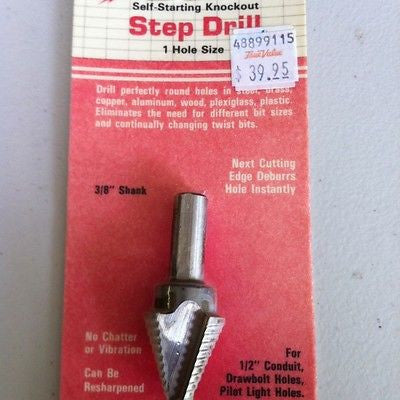 Self-Starting Knockout
Step Drill
1 Hole Size
48899115
True Value
$ 39.95
Drill perfectly round holes in steel, brass,
copper, aluminum, wood, plexiglass, plastic.
Eliminates the need for different bit sizes
and continually changing twist bits.
Next Cutting
Edge Deburrs
Hole Instantly
3/8" Shank
No Chatter
or Vibration
Can Be
Resharpened
For
1/2" Conduit,
Drawbolt Holes,
Pilot Light Holes.